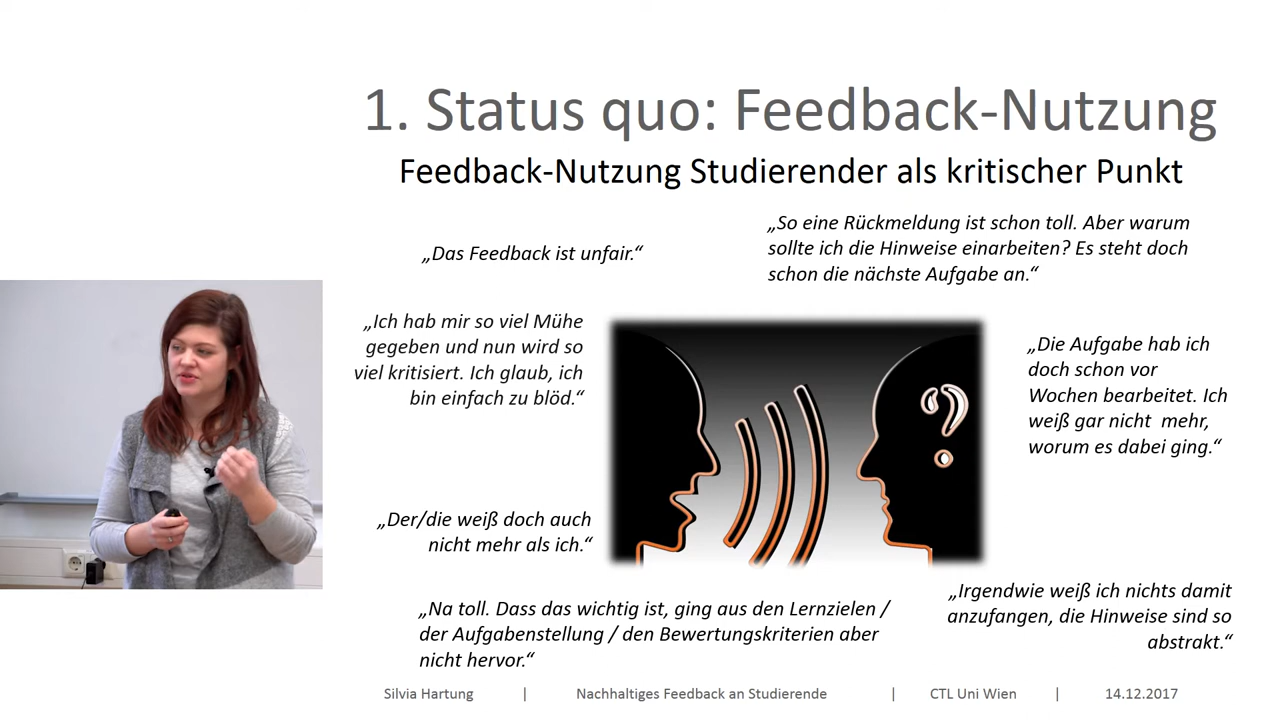 1. Status quo: Feedback-Nutzung
Feedback-Nutzung Studierender als kritischer Punkt
„Das Feedback ist unfair.“
„So eine Rückmeldung ist schon toll. Aber warum
sollte ich die Hinweise einarbeiten? Es steht doch
schon die nächste Aufgabe an.“
„Ich hab mir so viel Mühe
gegeben und nun wird so
viel kritisiert. Ich glaub, ich
bin einfach zu blöd.“
„Die Aufgabe hab ich
doch schon vor
Wochen bearbeitet. Ich
weiß gar nicht mehr,
worum es dabei ging.“
?
„Der/die weiß doch auch
nicht mehr als ich.“
„Na toll. Dass das wichtig ist, ging aus den Lernzielen /
der Aufgabenstellung / den Bewertungskriterien aber
nicht hervor.“
„Irgendwie weiß ich nichts damit
anzufangen, die Hinweise sind so
abstrakt.“
Silvia Hartung | Nachhaltiges Feedback an Studierende | CTL Uni Wien | 14.12.2017